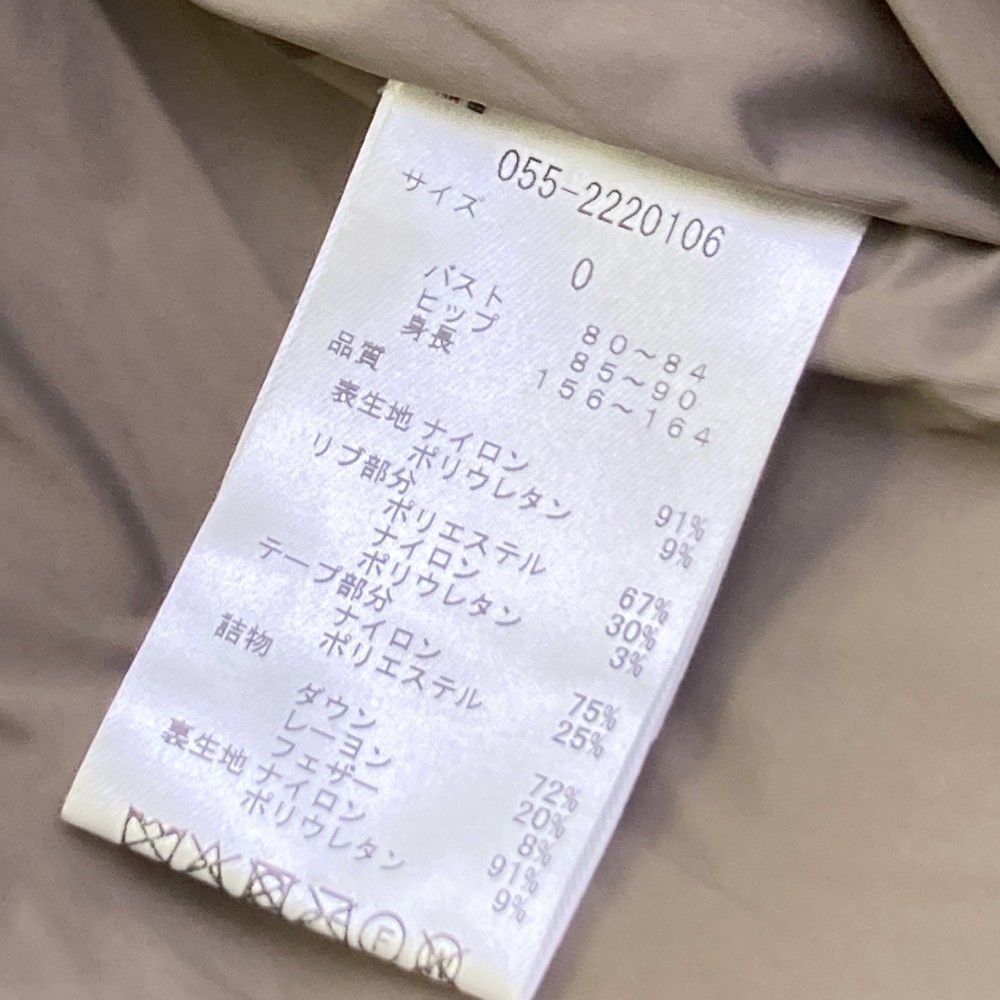 055-2220106
サイズ
0
バスト 80~84
ヒップ 85~90
身長 156~164
品質
表生地 ナイロン 91%
ポリウレタン 9%
リブ部分
ポリエステル 67%
ナイロン 30%
ポリウレタン 3%
テープ部分
ナイロン 75%
ポリエステル 25%
詰物
ダウン 72%
レーヨン 20%
フェザー 8%
裏生地 ナイロン 91%
ポリウレタン 9%
F
W